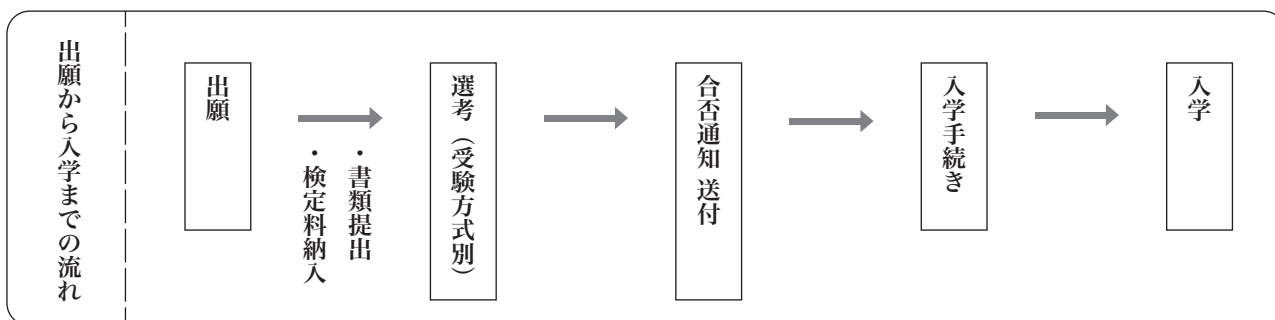 出願から入学までの流れ
出願
・書類提出
・検定料納入
選考（受験方式別）
合否通知 送付
入学手続き
入学